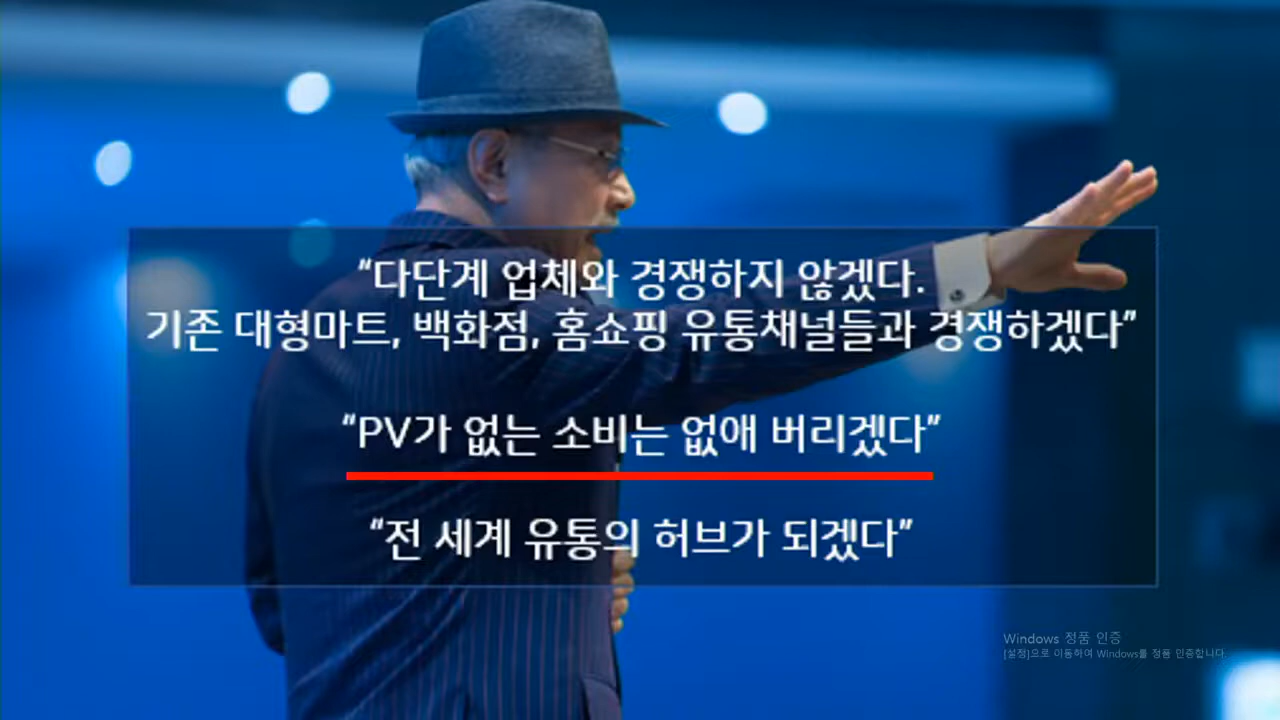 “다단계 업체와 경쟁하지 않겠다.
기존 대형마트, 백화점, 홈쇼핑 유통채널들과 경쟁하겠다”
“PV가 없는 소비는 없애 버리겠다”
“전 세계 유통의 허브가 되겠다”
Windows 정품 인증
[설정]으로 이동하여 Windows를 정품 인증합니다.